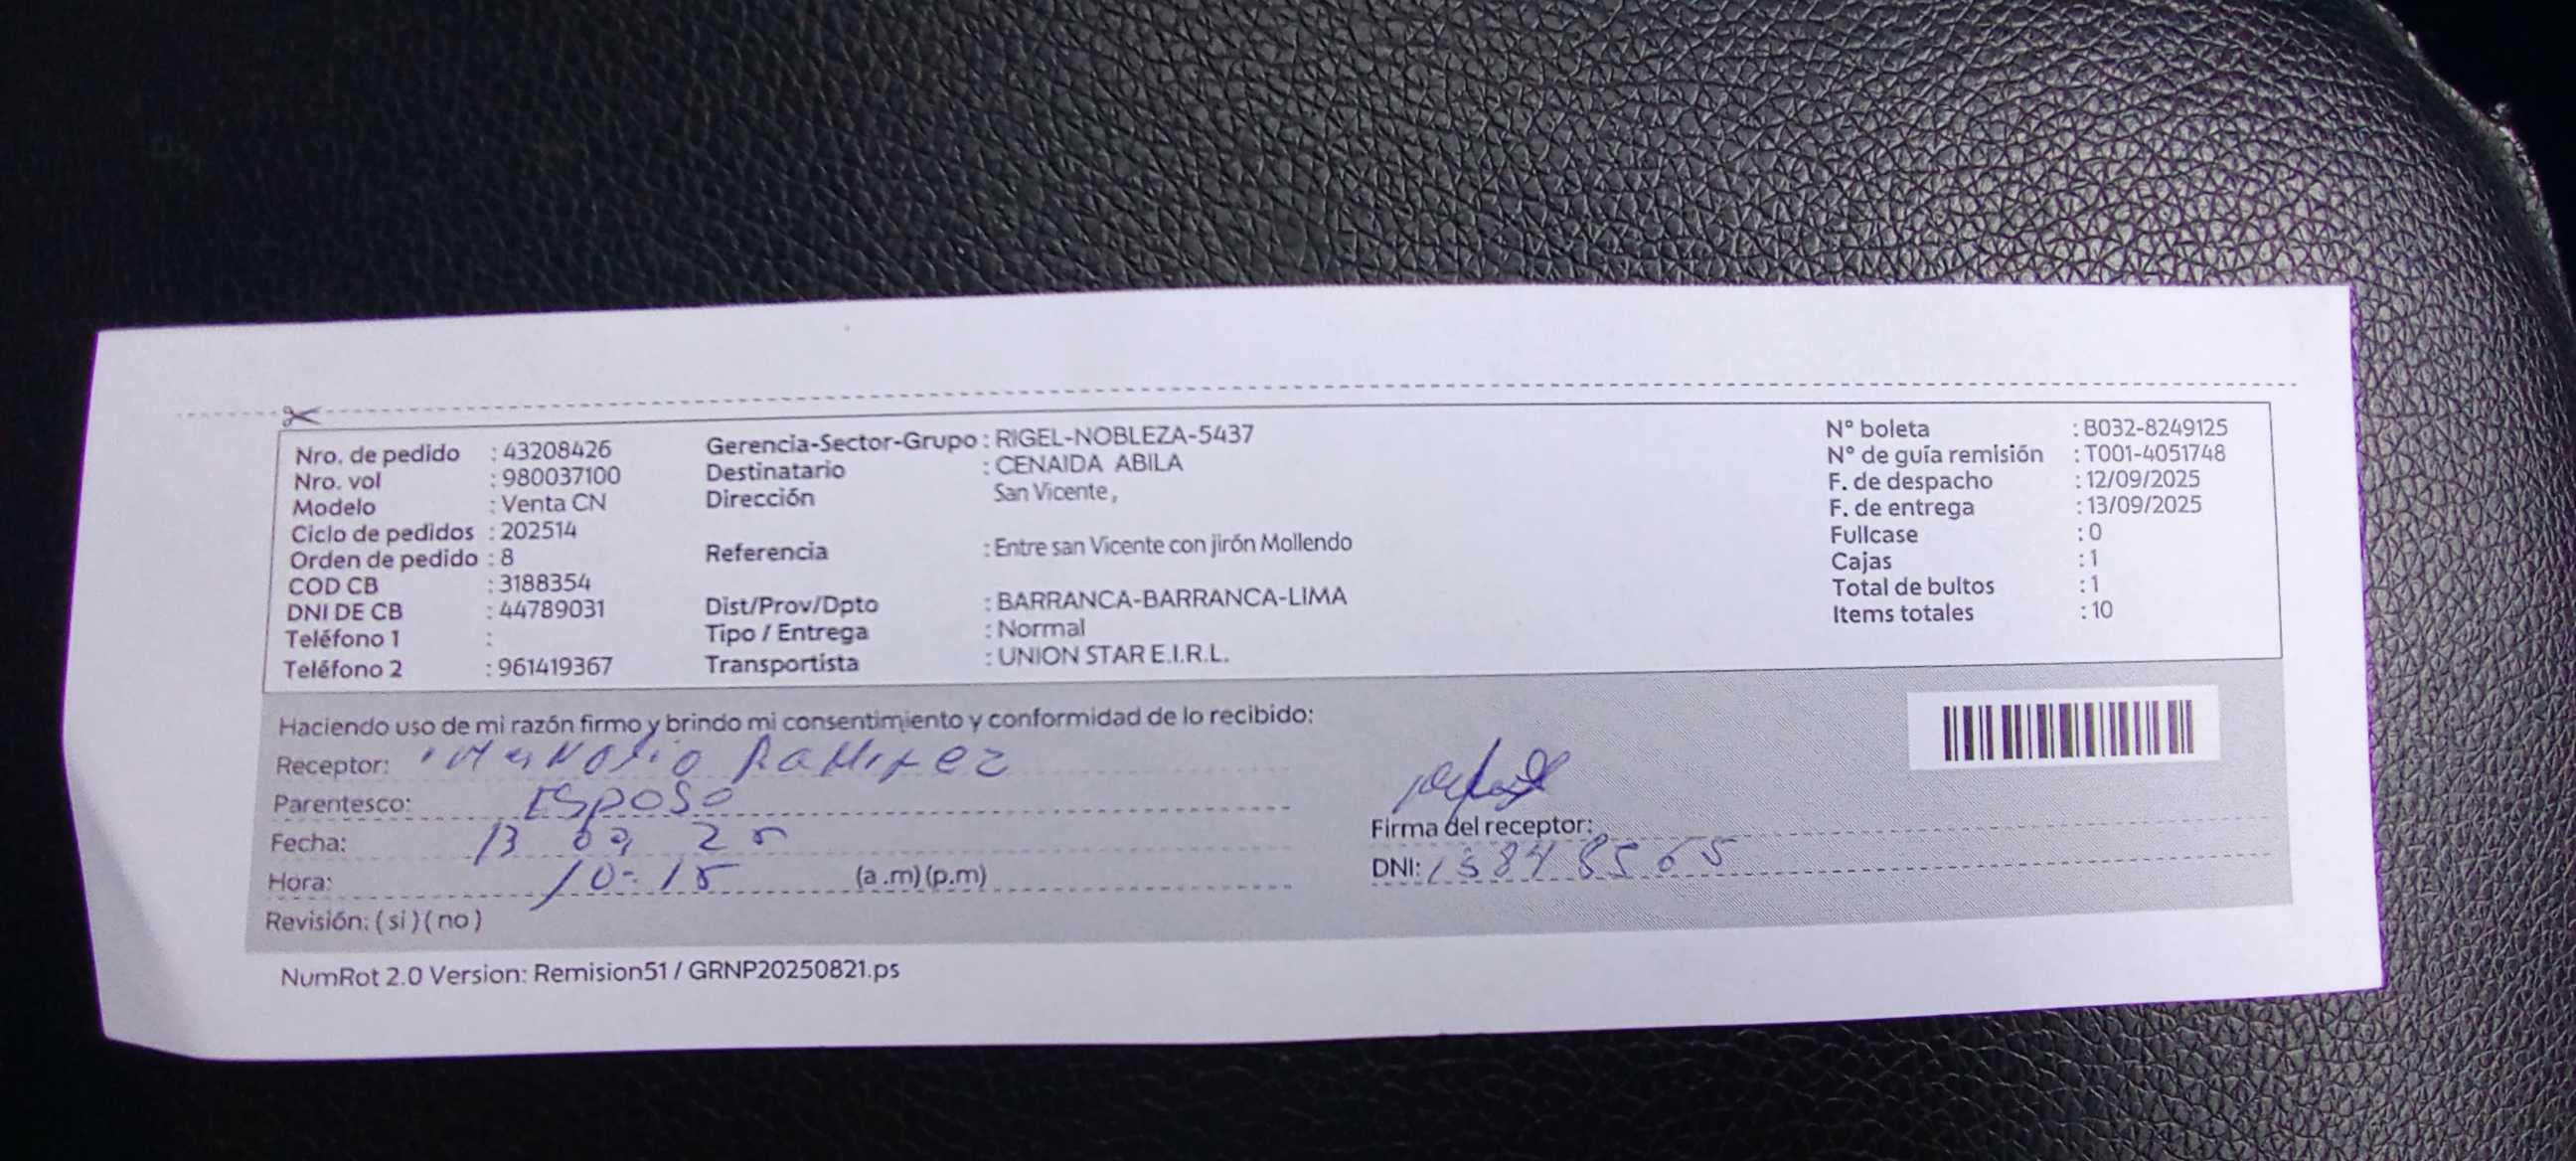 Nro. de pedido : 43208426
Nro. vol : 980037100
Modelo : Venta CN
Ciclo de pedidos : 202514
Orden de pedido : 8
COD CB : 3188354
DNI DE CB : 44789031
Teléfono 1 :
Teléfono 2 : 961419367
Gerencia-Sector-Grupo : RIGEL-NOBLEZA-5437
Destinatario : CENAIDA ABILA
Dirección San Vicente,
Referencia : Entre san Vicente con jirón Mollendo
Dist/Prov/Dpto : BARRANCA-BARRANCA-LIMA
Tipo / Entrega : Normal
Transportista : UNION STAR E.I.R.L.
N° boleta : B032-8249125
N° de guía remisión : T001-4051748
F. de despacho : 12/09/2025
F. de entrega : 13/09/2025
Fullcase : 0
Cajas : 1
Total de bultos : 1
Items totales : 10
Haciendo uso de mi razón firmo y brindo mi consentimiento y conformidad de lo recibido:
Receptor: Ramirez
Parentesco: Esposo
Fecha: 13 09 25
Hora: 10-15 (a .m) (p.m)
Revisión: ( si ) ( no )
Firma del receptor:
DNI:
NumRot 2.0 Version: Remision51 / GRNP20250821.ps